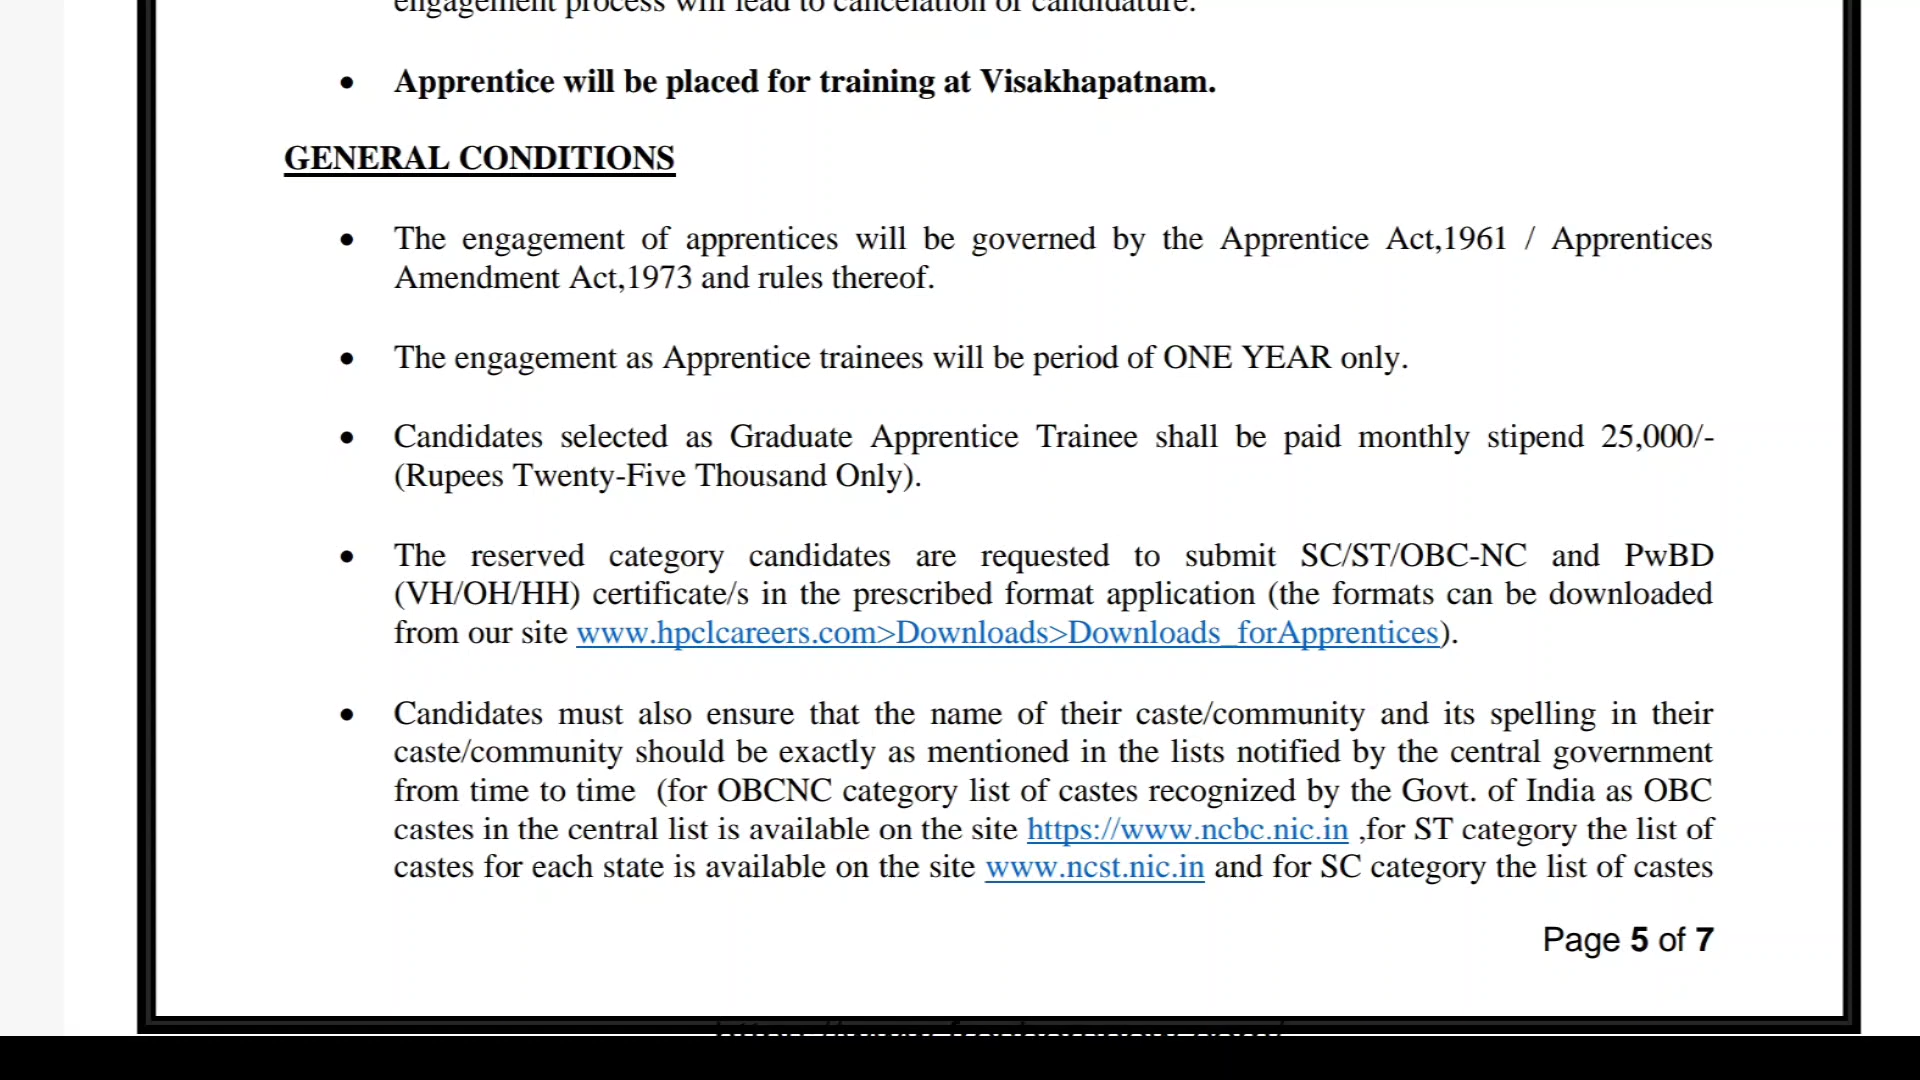 engagement process will lead to cancelation of candidature.
• Apprentice will be placed for training at Visakhapatnam.
GENERAL CONDITIONS
• The engagement of apprentices will be governed by the Apprentice Act,1961 / Apprentices
Amendment Act,1973 and rules thereof.
• The engagement as Apprentice trainees will be period of ONE YEAR only.
• Candidates selected as Graduate Apprentice Trainee shall be paid monthly stipend 25,000/-
(Rupees Twenty-Five Thousand Only).
• The reserved category candidates are requested to submit SC/ST/OBC-NC and PwBD
(VH/OH/HH) certificate/s in the prescribed format application (the formats can be downloaded
from our site www.hpclcareers.com>Downloads>Downloads_forApprentices).
• Candidates must also ensure that the name of their caste/community and its spelling in their
caste/community should be exactly as mentioned in the lists notified by the central government
from time to time (for OBCNC category list of castes recognized by the Govt. of India as OBC
castes in the central list is available on the site https://www.ncbc.nic.in ,for ST category the list of
castes for each state is available on the site www.ncst.nic.in and for SC category the list of castes
Page 5 of 7